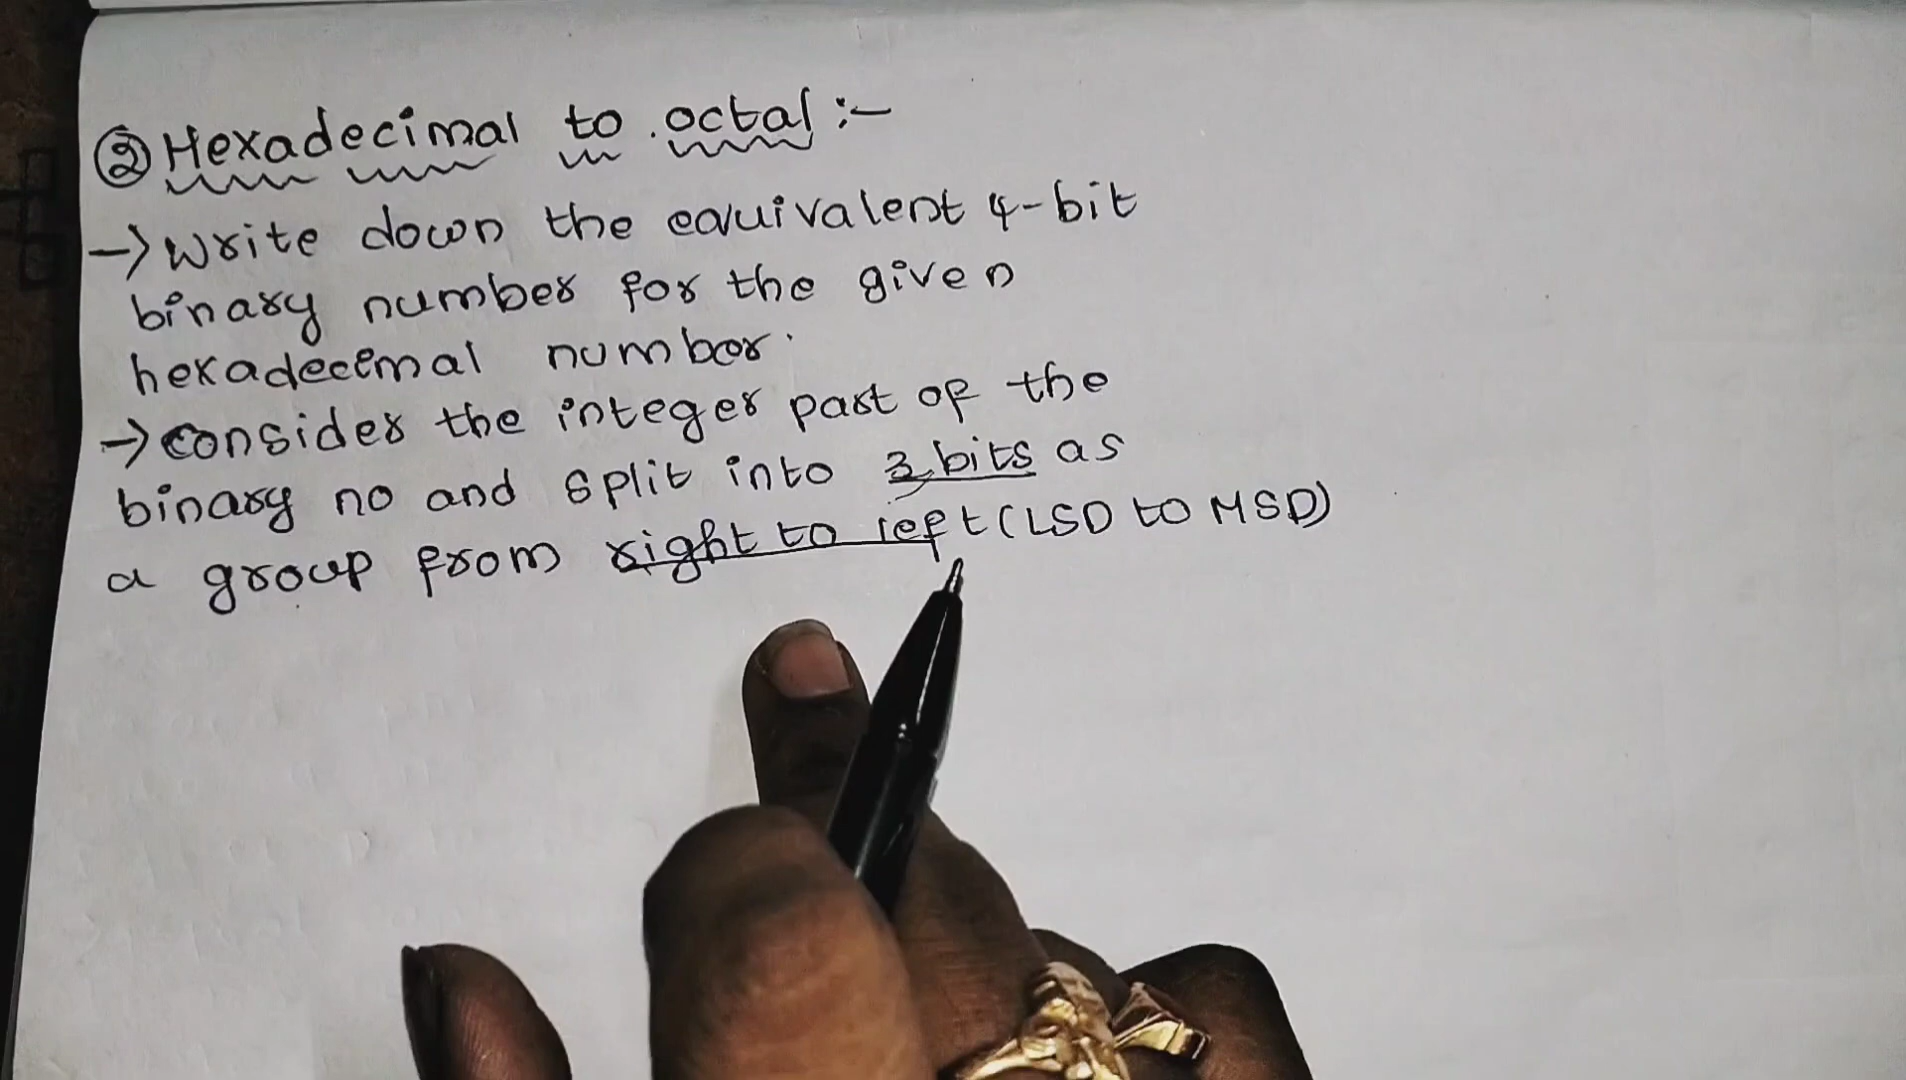 ② Hexadecimal to octal :-
→ Write down the equivalent 4-bit
binary number for the given
hexadecimal number.
→ consider the integer part of the
binary no and split into 3 bits as
a group from right to left (LSD to MSD)